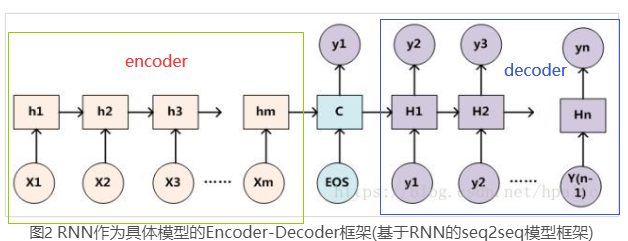 y1 y2 y3 yn
encoder decoder
h1 h2 h3 hm C H1 H2 Hn
X1 X2 X3 …… Xm EOS y1 y2 …… Y(n-1)
图2 RNN作为具体模型的Encoder-Decoder框架(基于RNN的seq2seq模型框架)